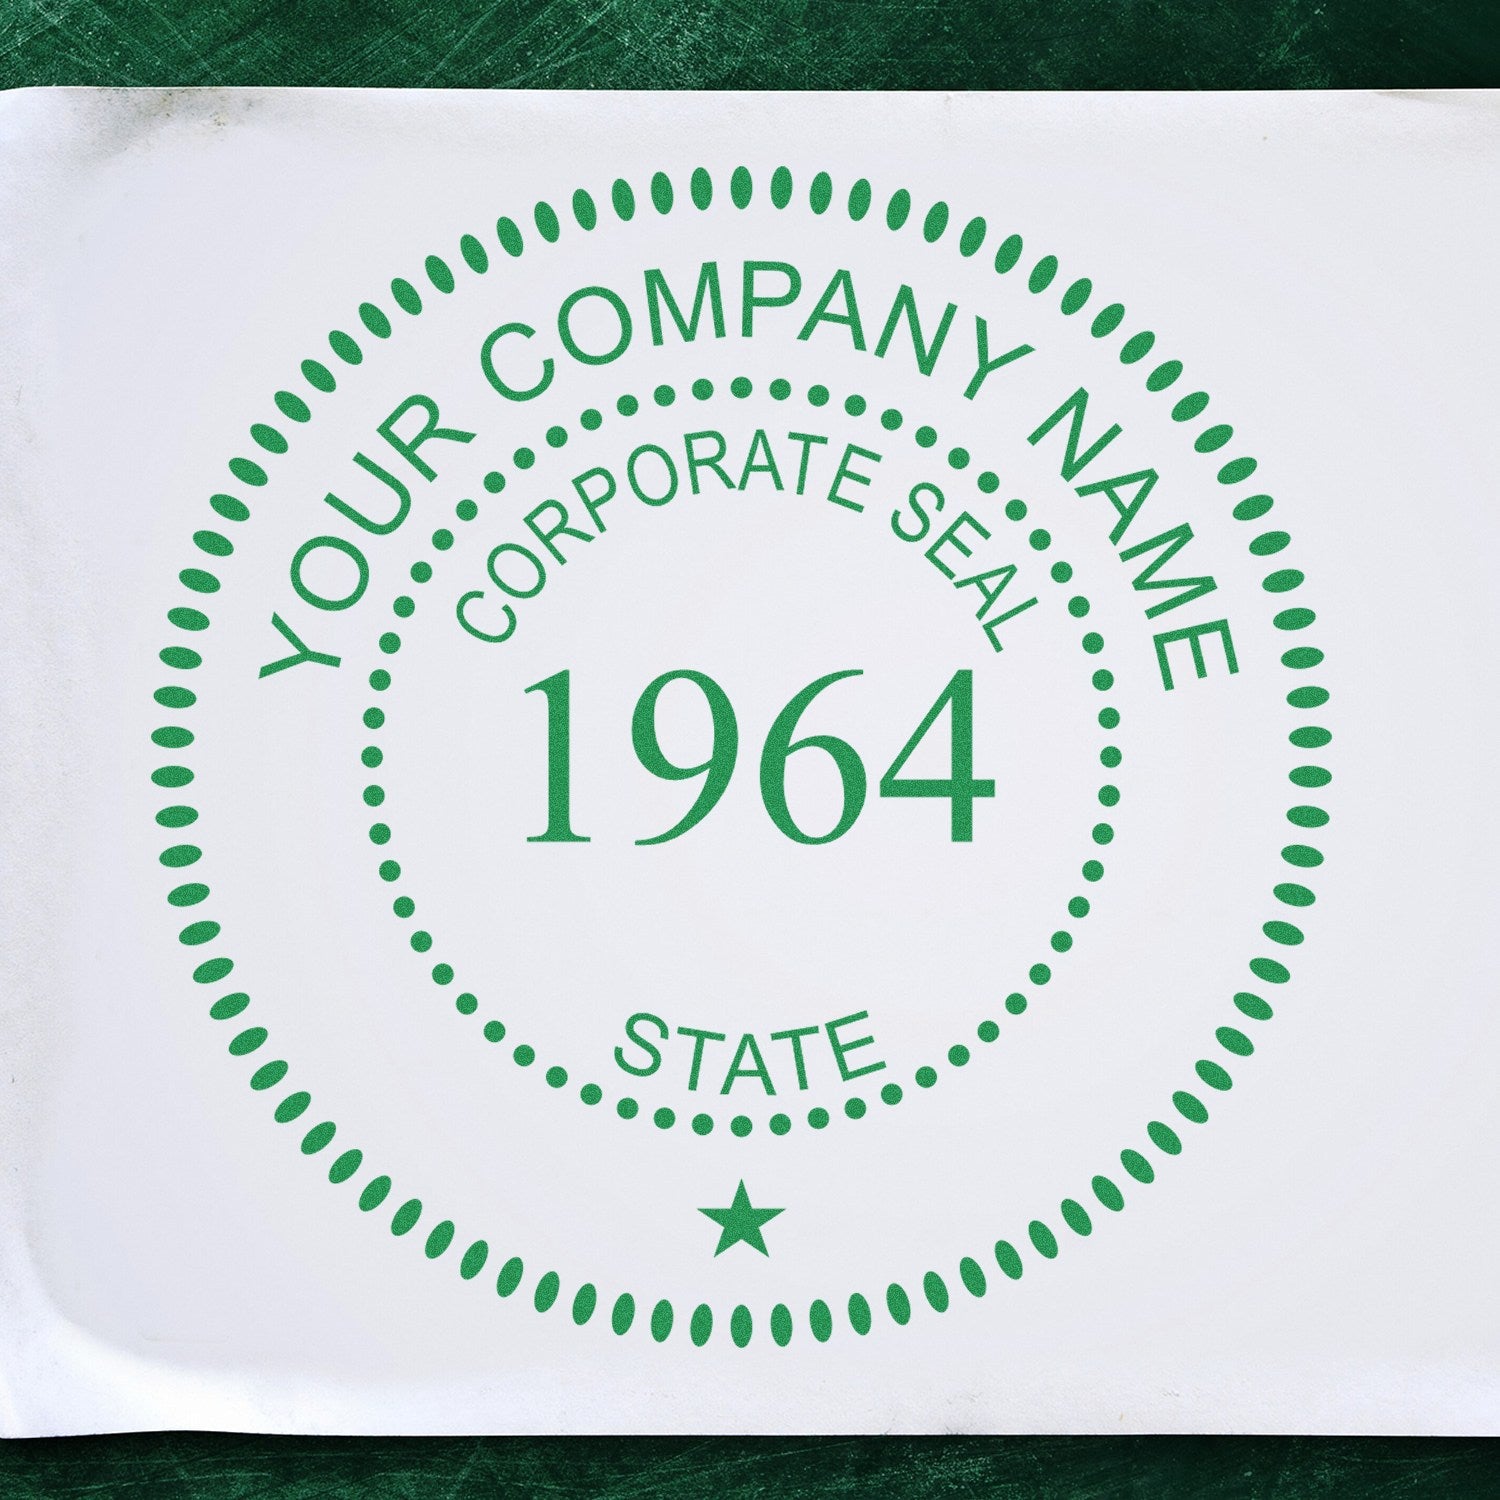 YOUR COMPANY NAME
CORPORATE SEAL
1964
STATE